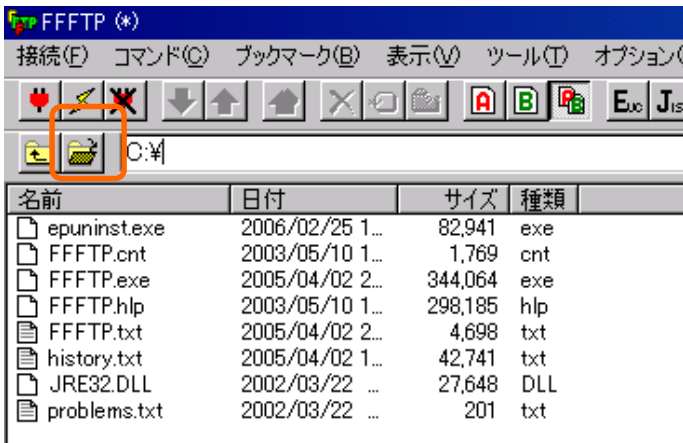 FFFTP (*)
接続(F) コマンド(C) ブックマーク(B) 表示(V) ツール(T) オプション(
A B EUC JIS
C:¥
名前 日付 サイズ 種類
epuninst.exe 2006/02/25 1... 82,941 exe
FFFTP.cnt 2003/05/10 1... 1,769 cnt
FFFTP.exe 2005/04/02 2... 344,064 exe
FFFTP.hlp 2003/05/10 1... 298,185 hlp
FFFTP.txt 2005/04/02 2... 4,698 txt
history.txt 2005/04/02 1... 42,741 txt
JRE32.DLL 2002/03/22 ... 27,648 DLL
problems.txt 2002/03/22 ... 201 txt